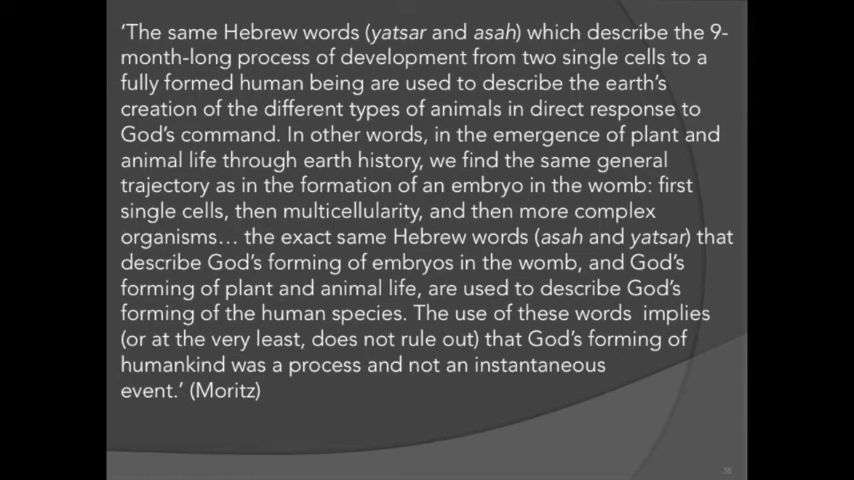 ‘The same Hebrew words (yatsar and asah) which describe the 9-
month-long process of development from two single cells to a
fully formed human being are used to describe the earth’s
creation of the different types of animals in direct response to
God’s command. In other words, in the emergence of plant and
animal life through earth history, we find the same general
trajectory as in the formation of an embryo in the womb: first
single cells, then multicellularity, and then more complex
organisms… the exact same Hebrew words (asah and yatsar) that
describe God’s forming of embryos in the womb, and God’s
forming of plant and animal life, are used to describe God’s
forming of the human species. The use of these words implies
(or at the very least, does not rule out) that God’s forming of
humankind was a process and not an instantaneous
event.’ (Moritz)